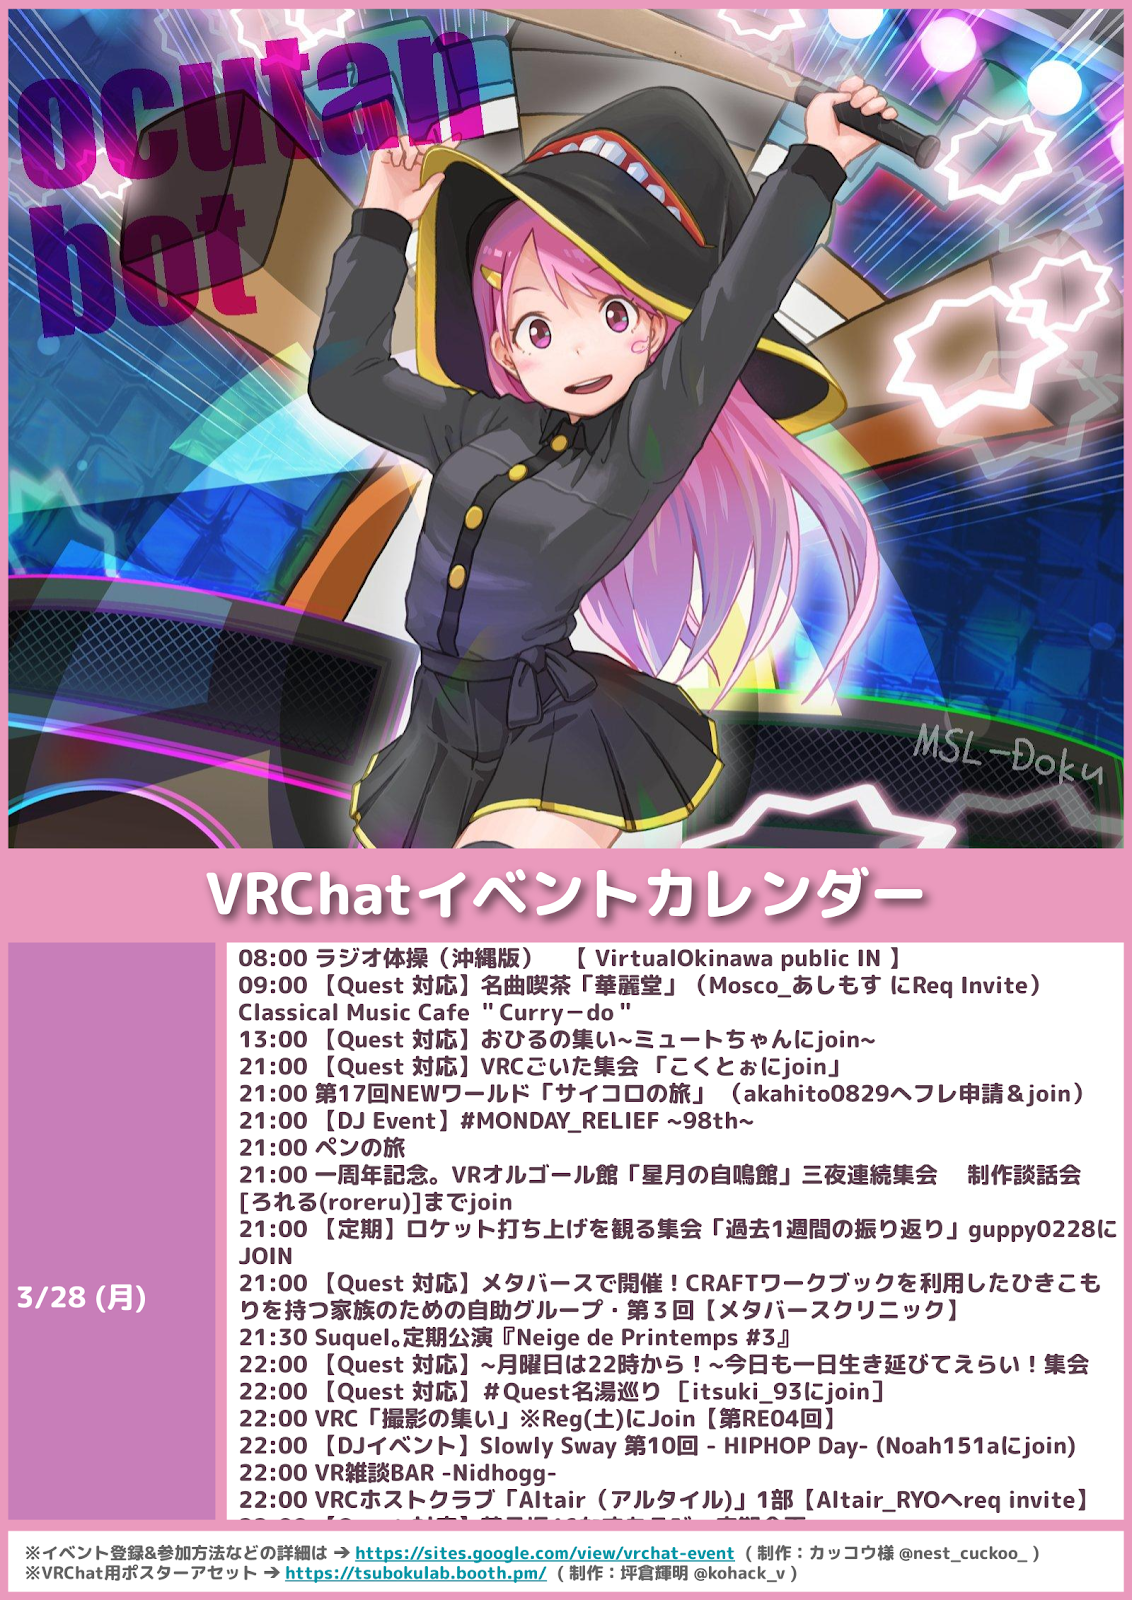 ocutan
bot
MSL-Doku
VRChatイベントカレンダー
3/28 (月)
08:00 ラジオ体操（沖縄版）　【 VirtualOkinawa public IN 】
09:00 【Quest 対応】名曲喫茶「華麗堂」（Mosco_あしもす にReq Invite）
Classical Music Cafe ＂Curry－do＂
13:00 【Quest 対応】おひるの集い~ミュートちゃんにjoin~
21:00 【Quest 対応】VRCごいた集会 「こくとぉにjoin」
21:00 第17回NEWワールド「サイコロの旅」 （akahito0829へフレ申請＆join）
21:00 【DJ Event】#MONDAY_RELIEF ~98th~
21:00 ペンの旅
21:00 一周年記念。VRオルゴール館「星月の自鳴館」三夜連続集会　制作談話会
[ろれる(roreru)]までjoin
21:00 【定期】ロケット打ち上げを観る集会「過去1週間の振り返り」guppy0228に
JOIN
21:00 【Quest 対応】メタバースで開催！CRAFTワークブックを利用したひきこも
りを持つ家族のための自助グループ・第３回【メタバースクリニック】
21:30 Suquel。定期公演『Neige de Printemps #3』
22:00 【Quest 対応】~月曜日は22時から！~今日も一日生き延びてえらい！集会
22:00 【Quest 対応】＃Quest名湯巡り ［itsuki_93にjoin］
22:00 VRC「撮影の集い」※Reg(土)にJoin【第RE04回】
22:00 【DJイベント】Slowly Sway 第10回 - HIPHOP Day- (Noah151aにjoin)
22:00 VR雑談BAR -Nidhogg-
22:00 VRCホストクラブ「Altair（アルタイル)」1部【Altair_RYOへreq invite】
※イベント登録&参加方法などの詳細は → https://sites.google.com/view/vrchat-event ( 制作：カッコウ様 @nest_cuckoo_ )
※VRChat用ポスターアセット → https://tsubokulab.booth.pm/ ( 制作：坪倉輝明 @kohack_v )